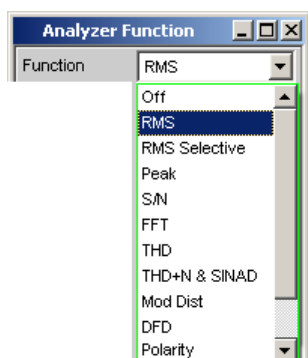 Analyzer Function
Function RMS
Off
RMS
RMS Selective
Peak
S/N
FFT
THD
THD+N & SINAD
Mod Dist
DFD
Polarity